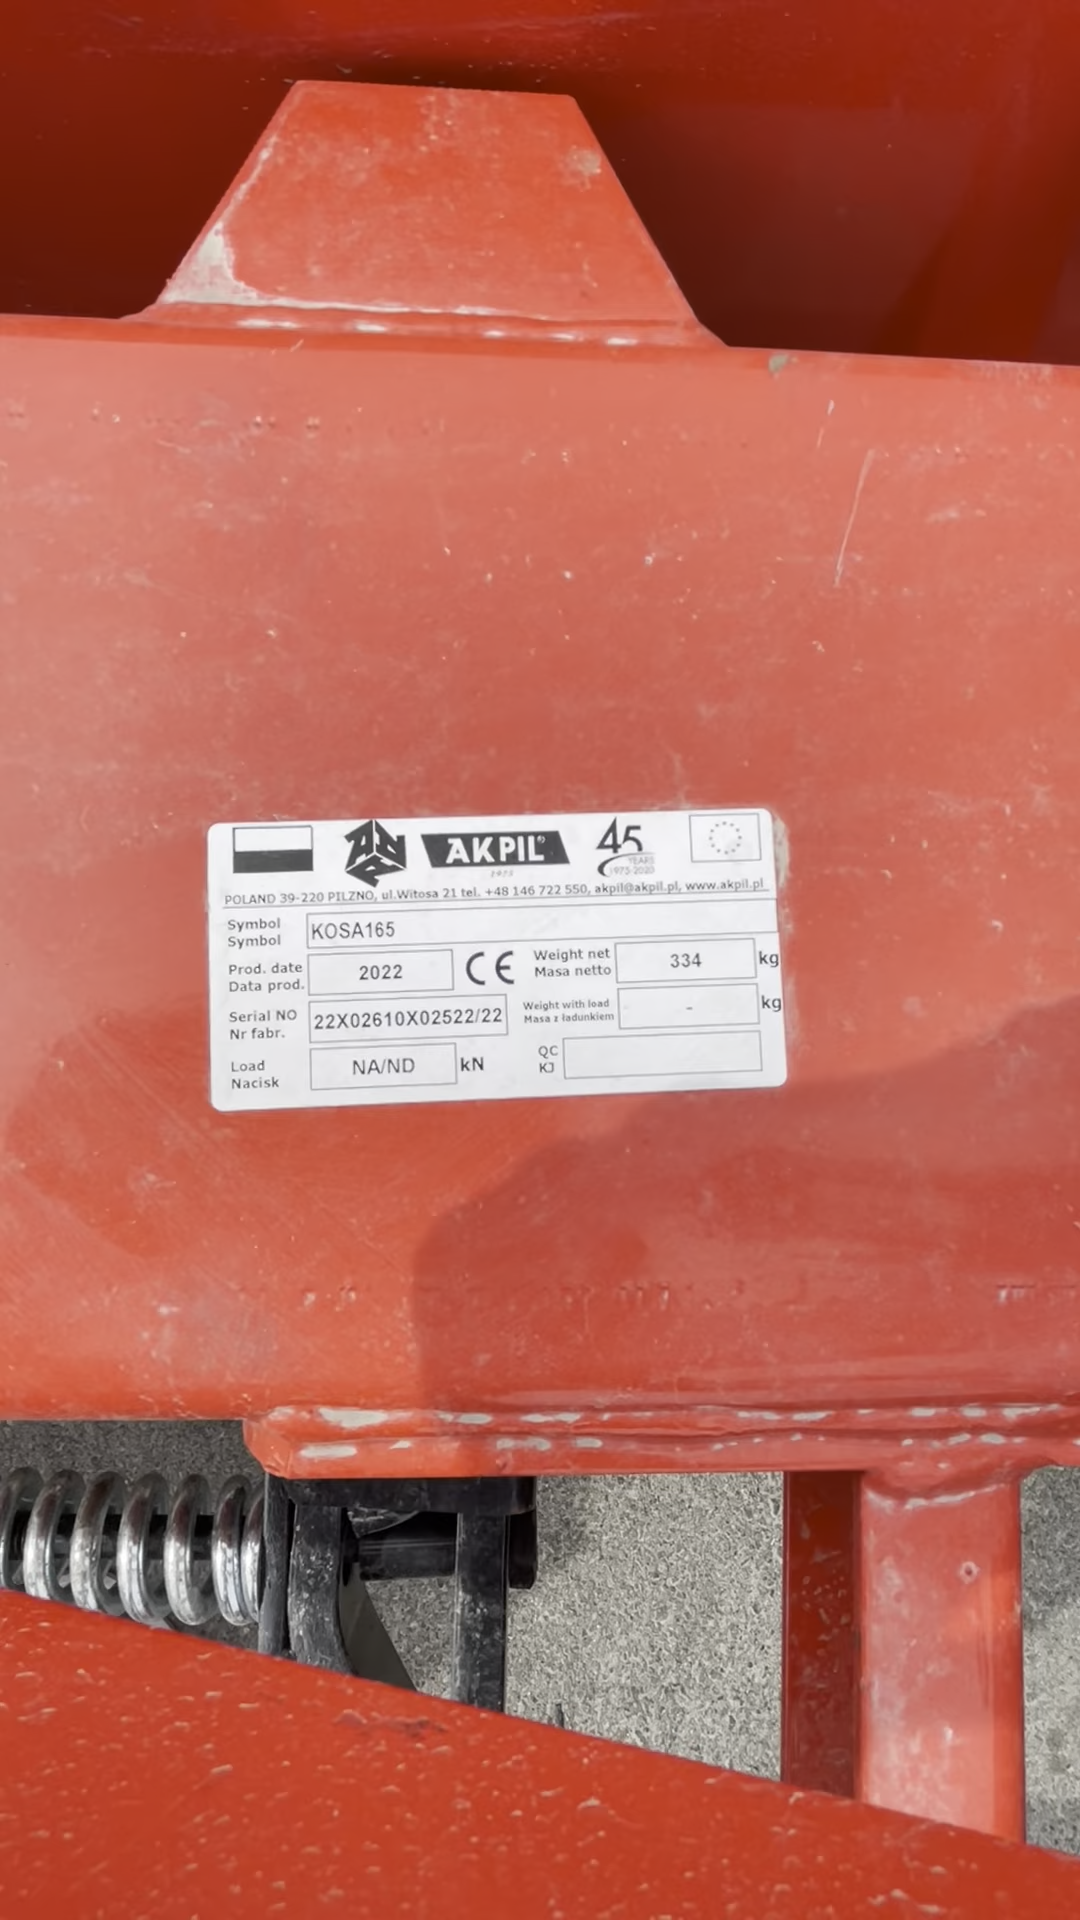 AKPIL®
1975
45
YEARS
1975-2020
POLAND 39-220 PILZNO, ul.Witosa 21 tel. +48 146 722 550, akpil@akpil.pl, www.akpil.pl
Symbol
Symbol
KOSA165
Prod. date
Data prod.
2022
CE
Weight net
Masa netto
334
kg
Serial NO
Nr fabr.
22X02610X02522/22
Weight with load
Masa z ładunkiem
-
kg
Load
Nacisk
NA/ND
kN
QC
KJ